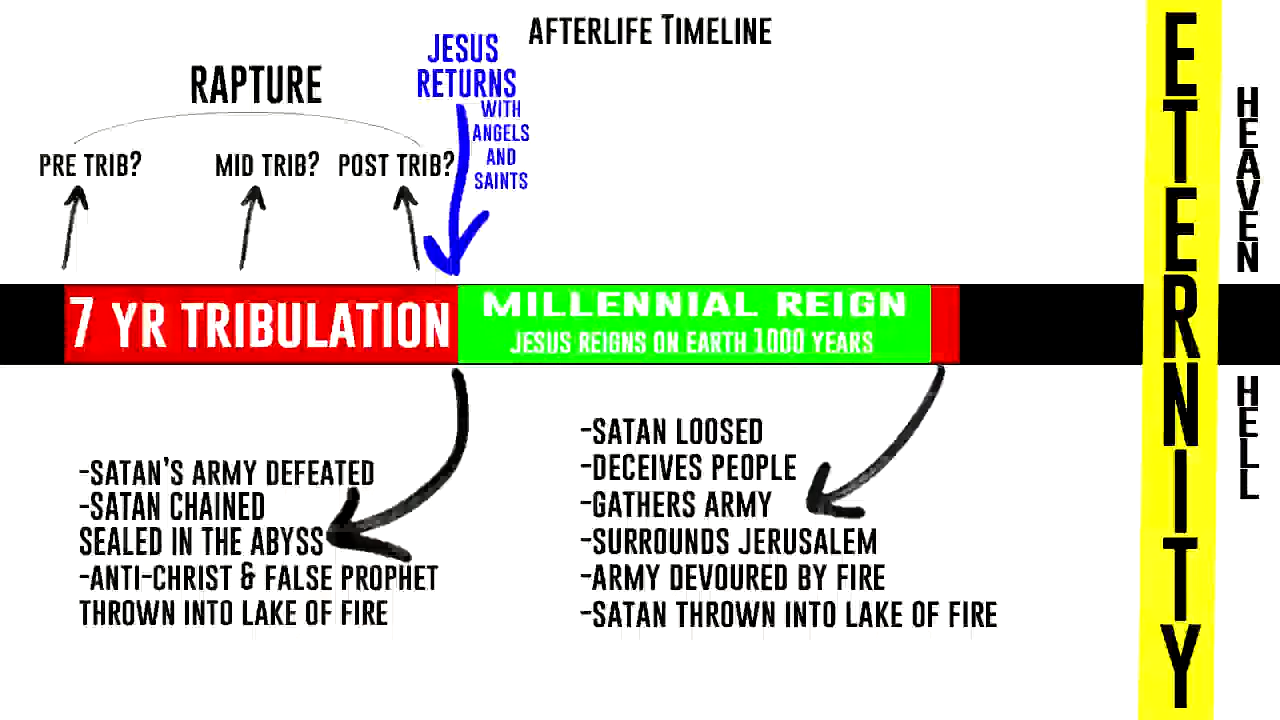 AFTERLIFE TIMELINE
JESUS
RETURNS
WITH
ANGELS
AND
SAINTS
RAPTURE
PRE TRIB?
MID TRIB?
POST TRIB?
7 YR TRIBULATION
MILLENNIAL REIGN
JESUS REIGNS ON EARTH 1000 YEARS
-SATAN'S ARMY DEFEATED
-SATAN CHAINED
SEALED IN THE ABYSS
-ANTI-CHRIST & FALSE PROPHET
THROWN INTO LAKE OF FIRE
-SATAN LOOSED
-DECEIVES PEOPLE
-GATHERS ARMY
-SURROUNDS JERUSALEM
-ARMY DEVOURED BY FIRE
-SATAN THROWN INTO LAKE OF FIRE
ETERNITY
HEAVEN
HELL